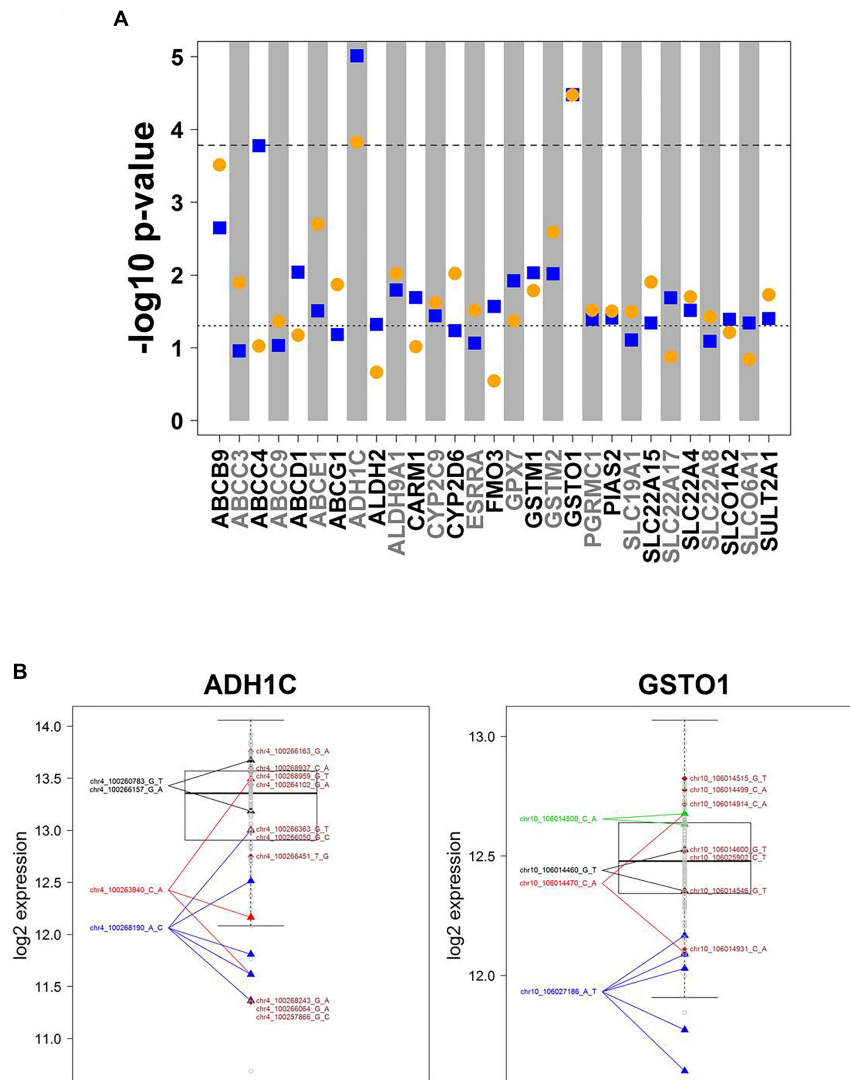 A
-log10 p-value
5
4
3
2
1
0
ABCB9
ABCC3
ABCC4
ABCC9
ABCD1
ABCE1
ABCG1
ADH1C
ALDH2
ALDH9A1
CARM1
CYP2C9
CYP2D6
ESRRA
FMO3
GPX7
GSTM1
GSTM2
GSTO1
PGRMC1
PIAS2
SLC19A1
SLC22A15
SLC22A17
SLC22A4
SLC22A8
SLCO1A2
SLCO6A1
SULT2A1
B
ADH1C
log2 expression
14.0
13.5
13.0
12.5
12.0
11.5
11.0
chr4_100260783_G_T
chr4_100266157_G_A
chr4_100263940_C_A
chr4_100268190_A_C
chr4_100266163_G_A
chr4_100268937_C_A
chr4_100268959_G_T
chr4_100264102_G_A
chr4_100266363_G_T
chr4_100266050_G_C
chr4_100266451_T_G
chr4_100268243_G_A
chr4_100266064_G_A
chr4_100257866_G_C
GSTO1
log2 expression
13.0
12.5
12.0
chr10_106014500_C_A
chr10_106014460_G_T
chr10_106014470_C_A
chr10_106027186_A_T
chr10_106014515_G_T
chr10_106014499_C_A
chr10_106014914_C_A
chr10_106014600_G_T
chr10_106025902_C_T
chr10_106014546_G_T
chr10_106014931_C_A